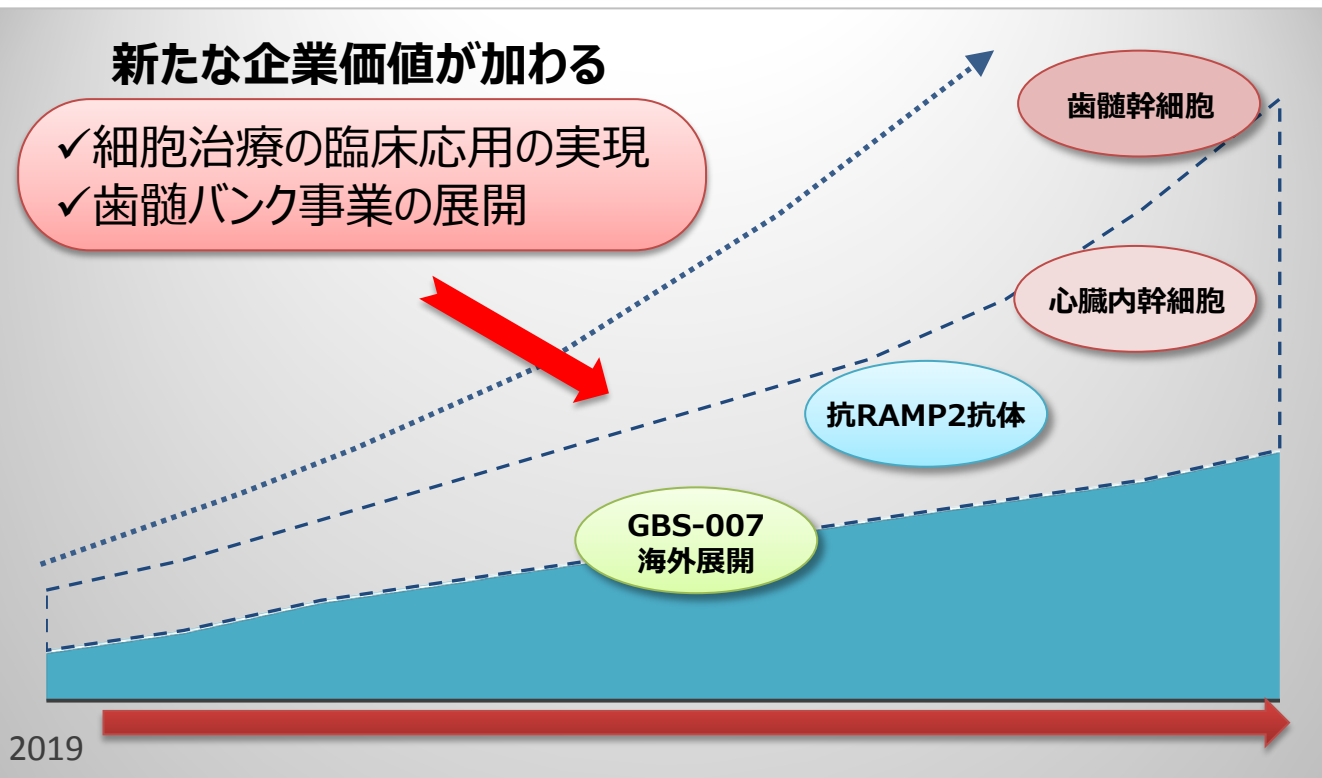 新たな企業価値が加わる
✓細胞治療の臨床応用の実現
✓歯髄バンク事業の展開
歯髄幹細胞
心臓内幹細胞
抗RAMP2抗体
GBS-007
海外展開
2019